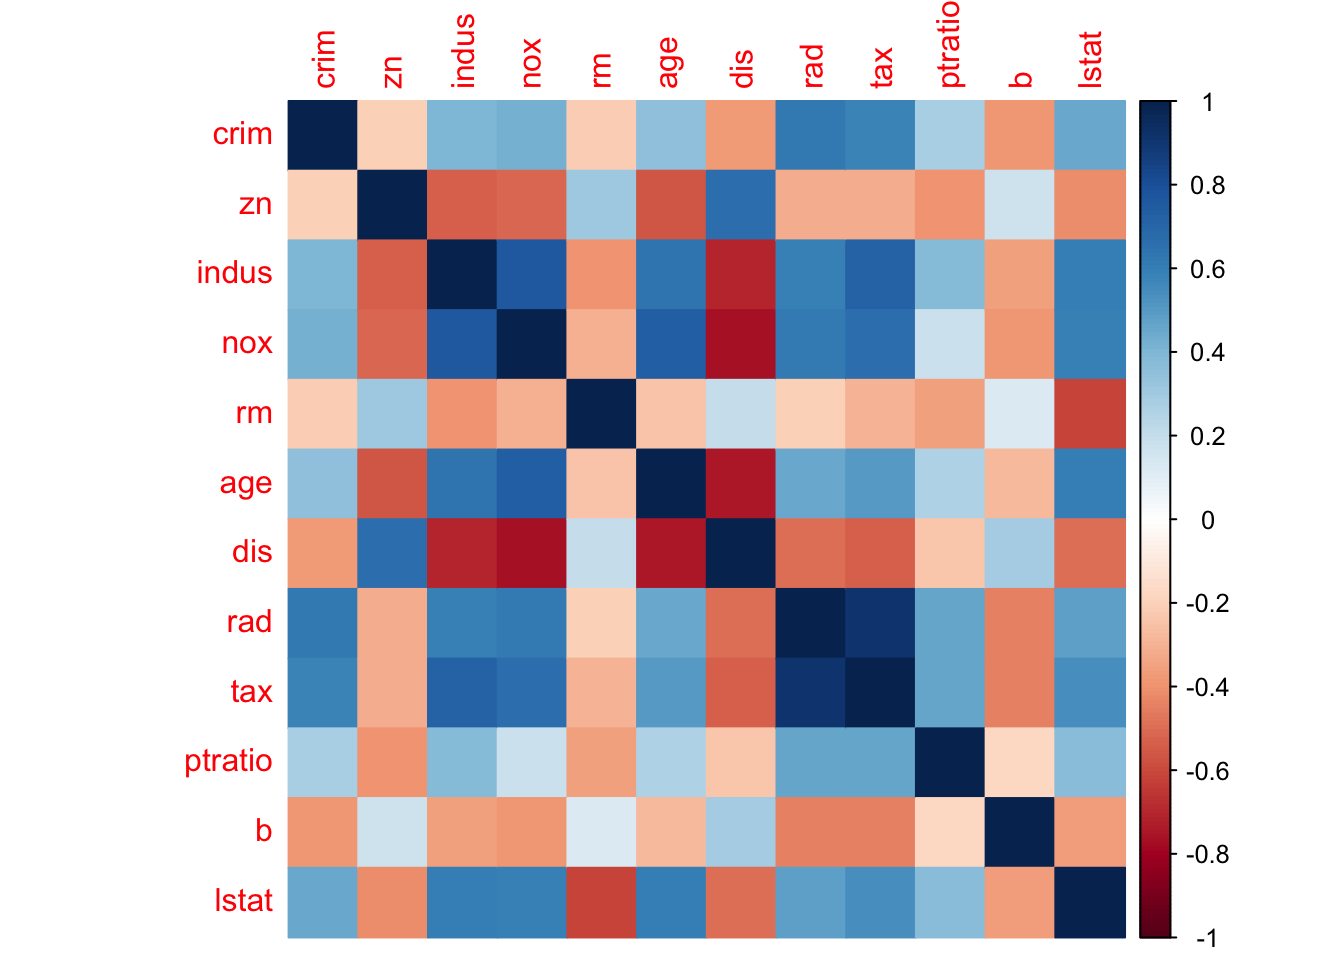 crim zn indus nox rm age dis rad tax ptratio b lstat
crim
zn
indus
nox
rm
age
dis
rad
tax
ptratio
b
lstat
1
0.8
0.6
0.4
0.2
0
-0.2
-0.4
-0.6
-0.8
-1